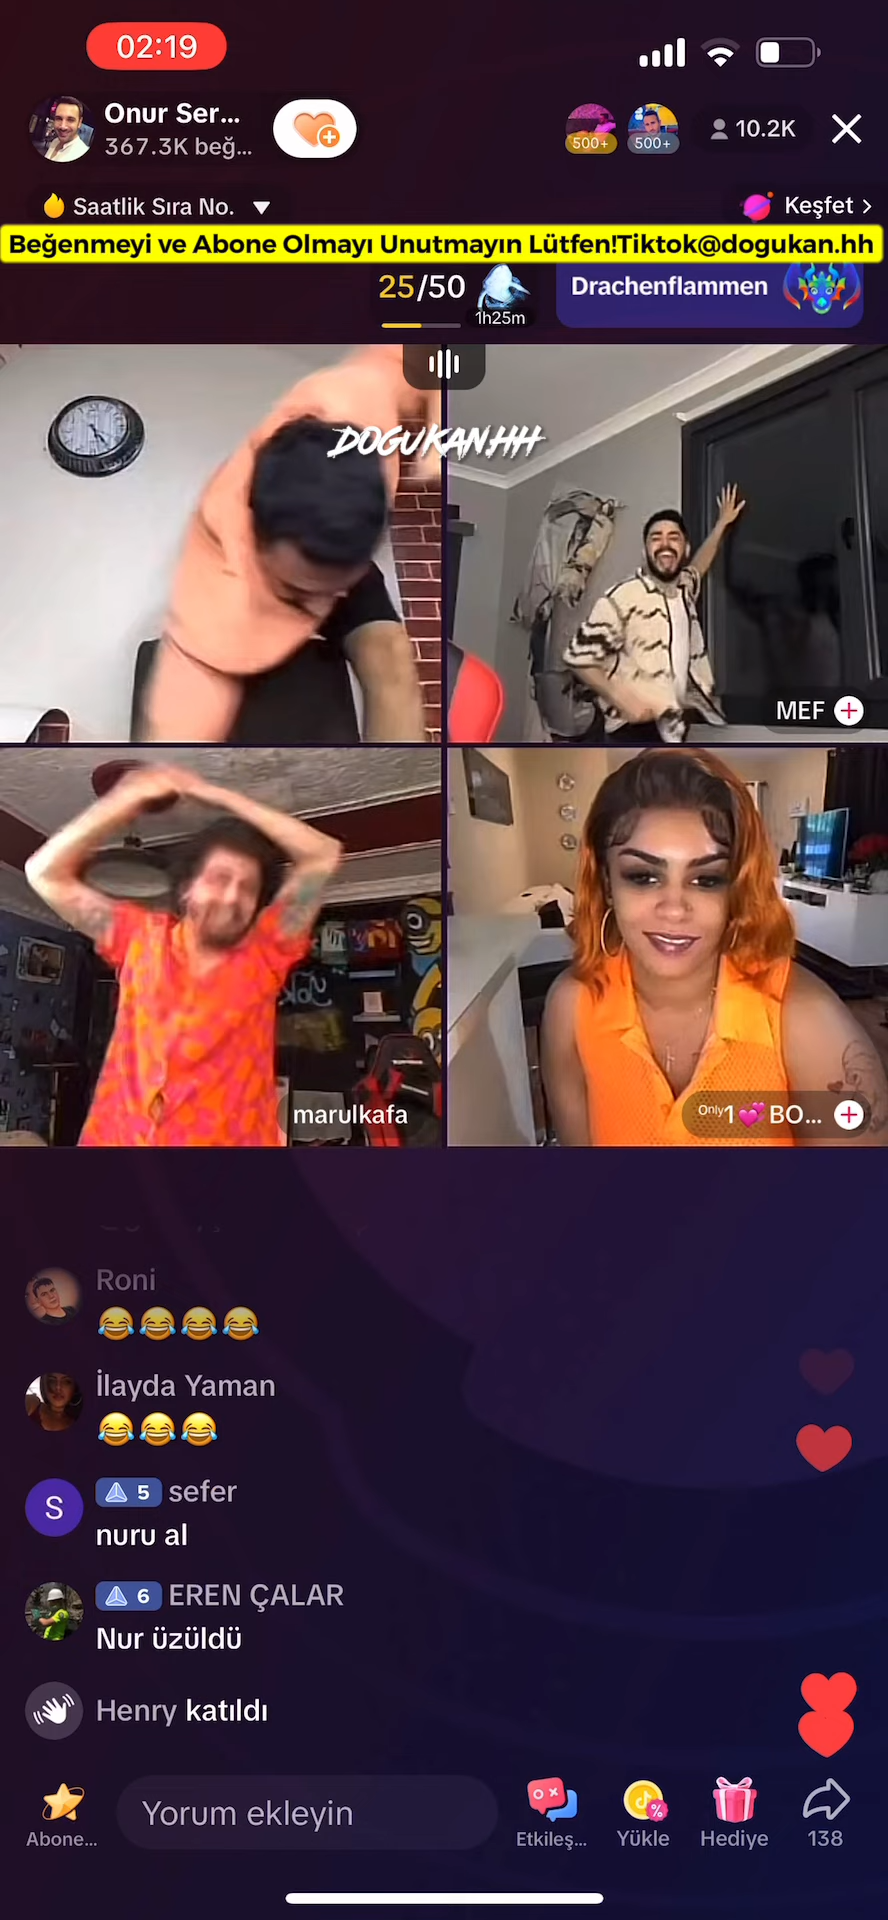 02:19
Onur Ser...
367.3K beğ...
500+
500+
10.2K
Saatlik Sıra No.
Keşfet
Beğenmeyi ve Abone Olmayı Unutmayın Lütfen!Tiktok@dogukan.hh
25/50
1h25m
Drachenflammen
DOGUKAN.HH
MEF
marulkafa
Only1💕BO...
Roni
😂😂😂😂
İlayda Yaman
😂😂😂
S
5 sefer
nuru al
6 EREN ÇALAR
Nur üzüldü
Henry katıldı
Abone...
Yorum ekleyin
Etkileş...
Yükle
Hediye
138